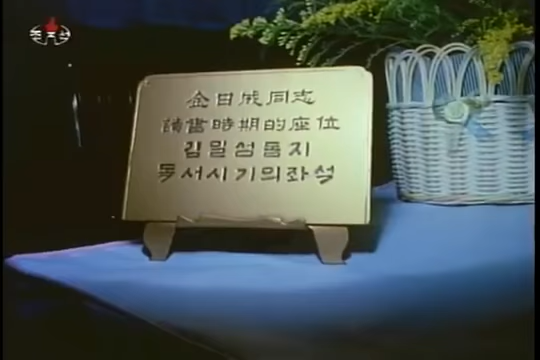 金日成同志
讀書時期的座位
김일성동지
독서시기의좌석